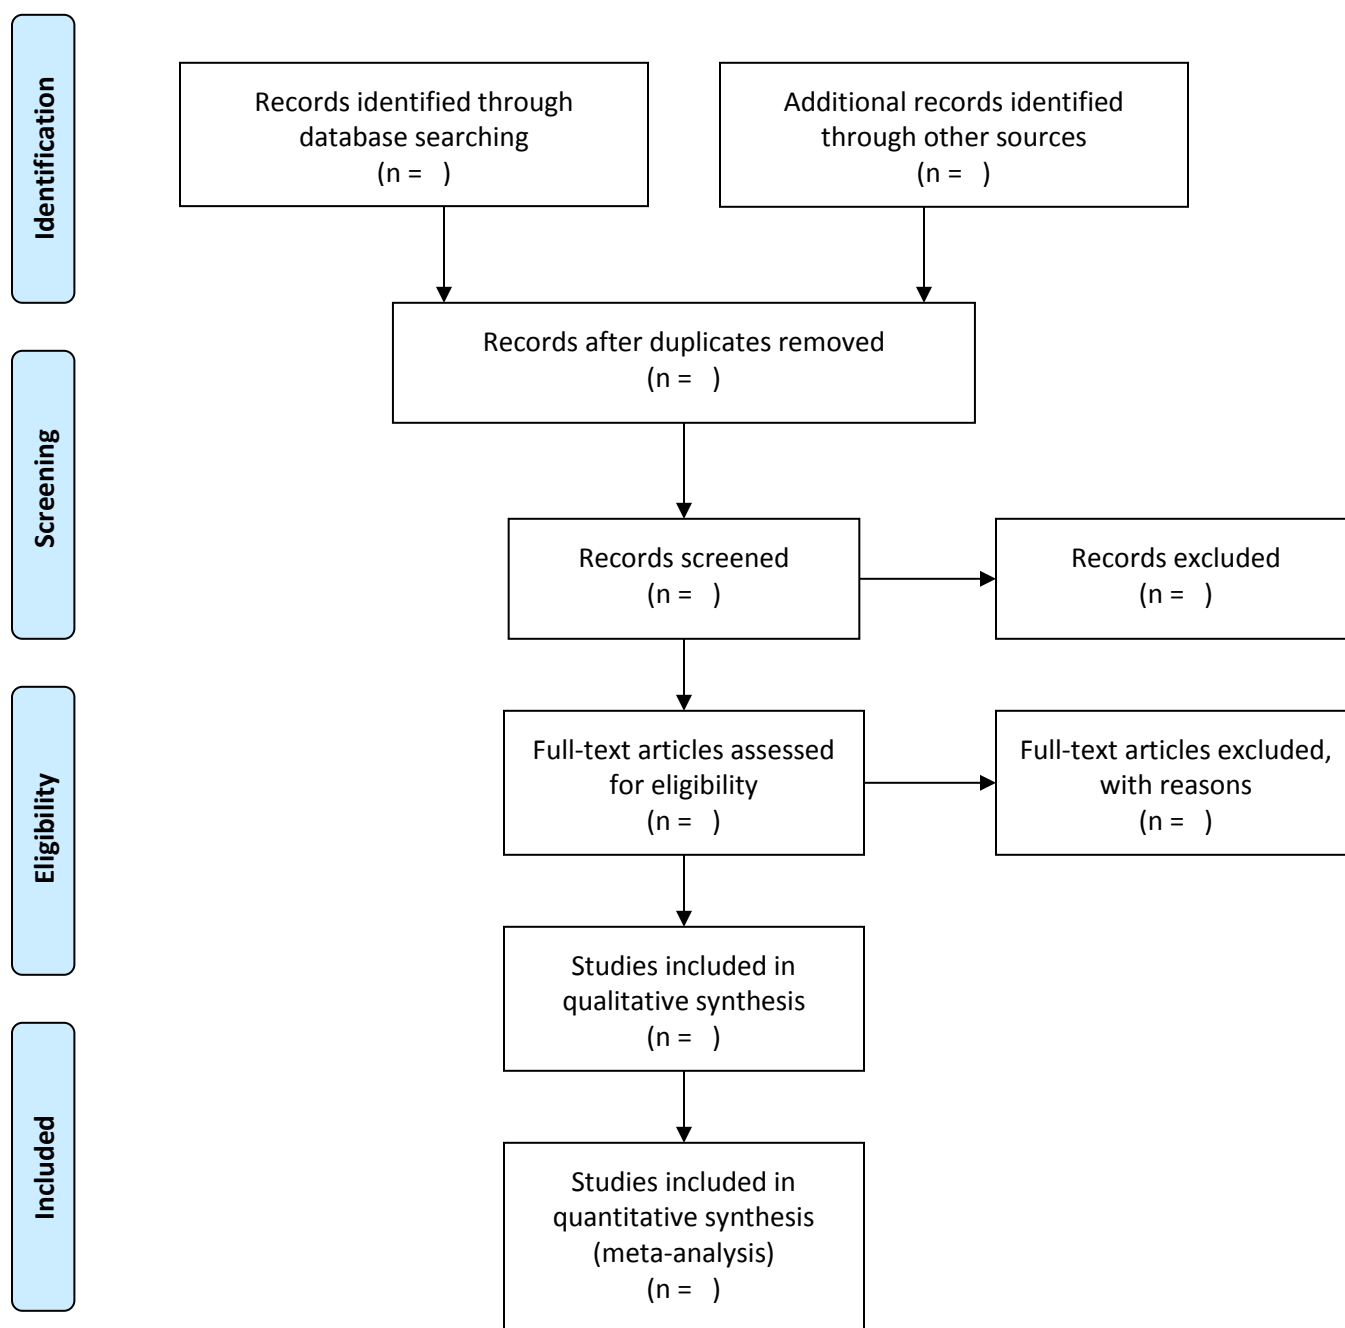 Identification
Records identified through
database searching
(n =   )
Additional records identified
through other sources
(n =   )
Records after duplicates removed
(n =   )
Screening
Records screened
(n =   )
Records excluded
(n =   )
Eligibility
Full-text articles assessed
for eligibility
(n =   )
Full-text articles excluded,
with reasons
(n =   )
Studies included in
qualitative synthesis
(n =   )
Included
Studies included in
quantitative synthesis
(meta-analysis)
(n =   )